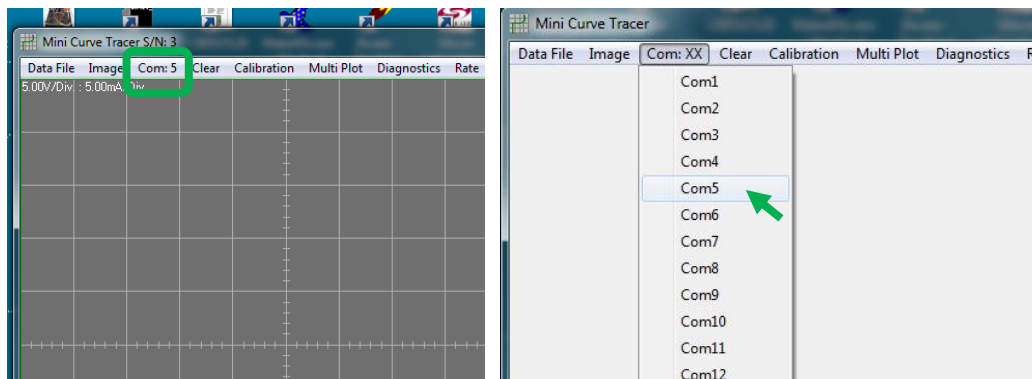 Mini Curve Tracer S/N: 3
Data File Image Com: 5 Clear Calibration Multi Plot Diagnostics Rate
5.00V/Div. : 5.00mA/Div
Mini Curve Tracer
Data File Image Com: XX Clear Calibration Multi Plot Diagnostics R
Com1
Com2
Com3
Com4
Com5
Com6
Com7
Com8
Com9
Com10
Com11
Com12